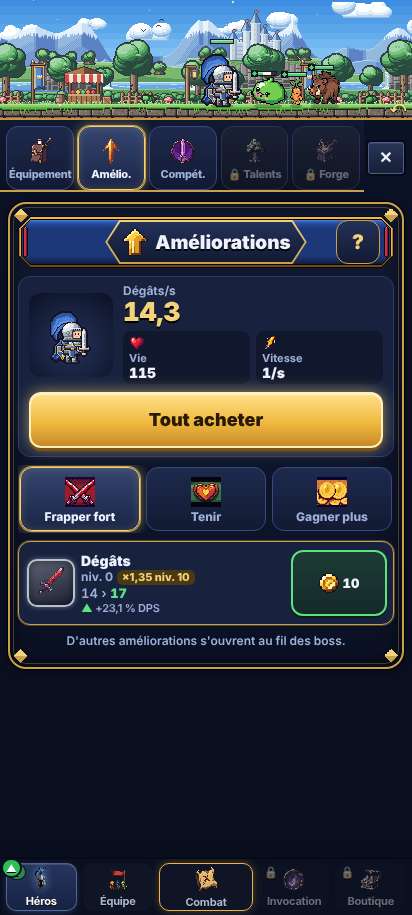 Équipement
Amélio.
Compét.
Talents
Forge
×
Améliorations
?
Dégâts/s
14,3
Vie
115
Vitesse
1/s
Tout acheter
Frapper fort
Tenir
Gagner plus
Dégâts
niv. 0 ×1,35 niv. 10
14 › 17
+23,1 % DPS
10
D'autres améliorations s'ouvrent au fil des boss.
Héros
Équipe
Combat
Invocation
Boutique